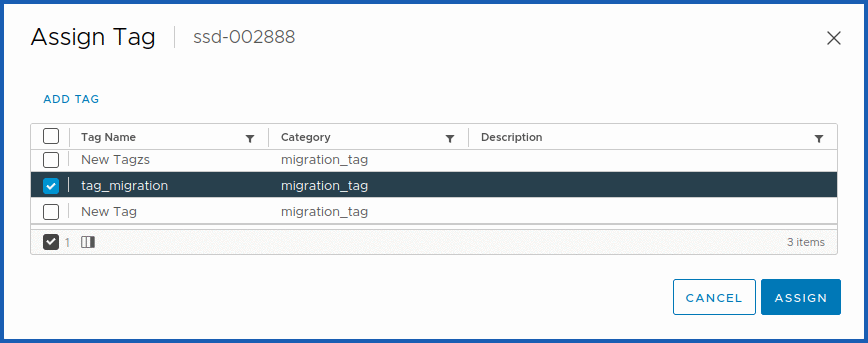 Assign Tag ssd-002888
ADD TAG
Tag Name Category Description
New Tagzs migration_tag
tag_migration migration_tag
New Tag migration_tag
1 3 items
CANCEL ASSIGN